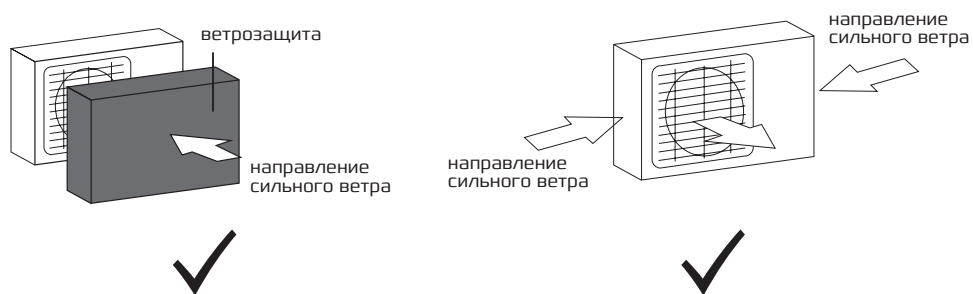 ветрозащита
направление
сильного ветра
направление
сильного ветра
направление
сильного ветра